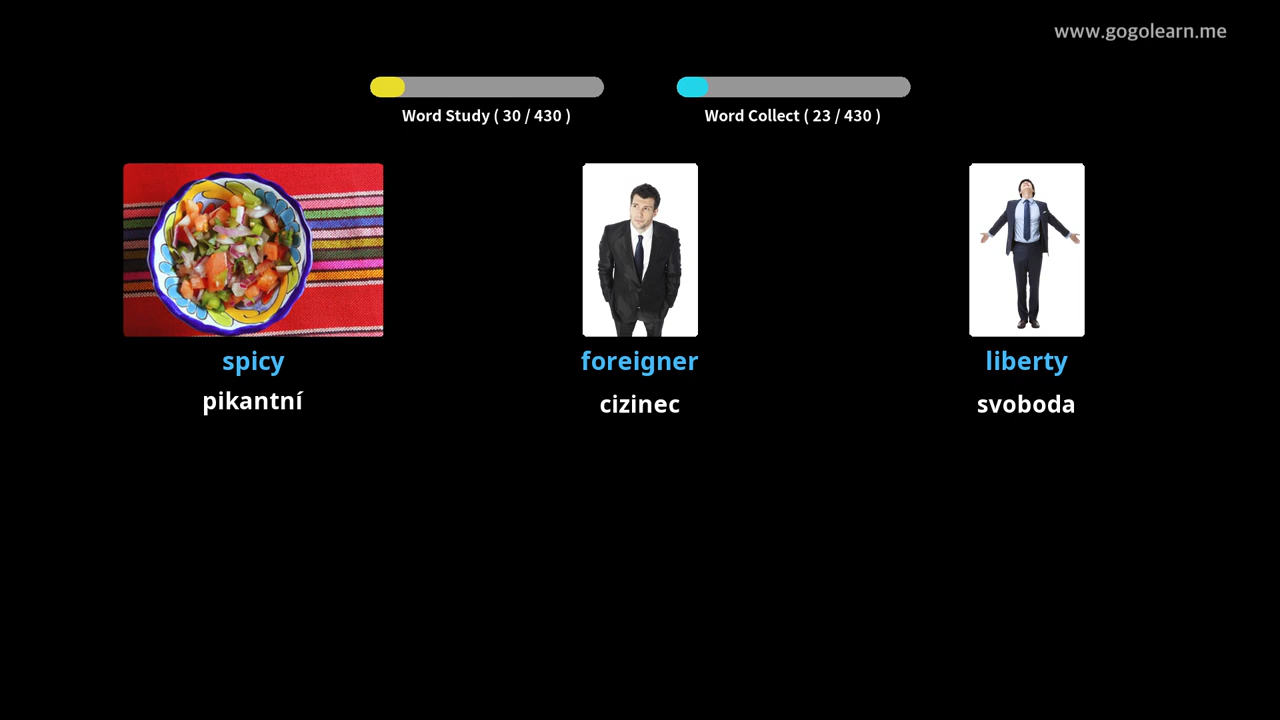 www.gogolearn.me
Word Study ( 30 / 430 )
Word Collect ( 23 / 430 )
spicy
foreigner
liberty
pikantní
cizinec
svoboda